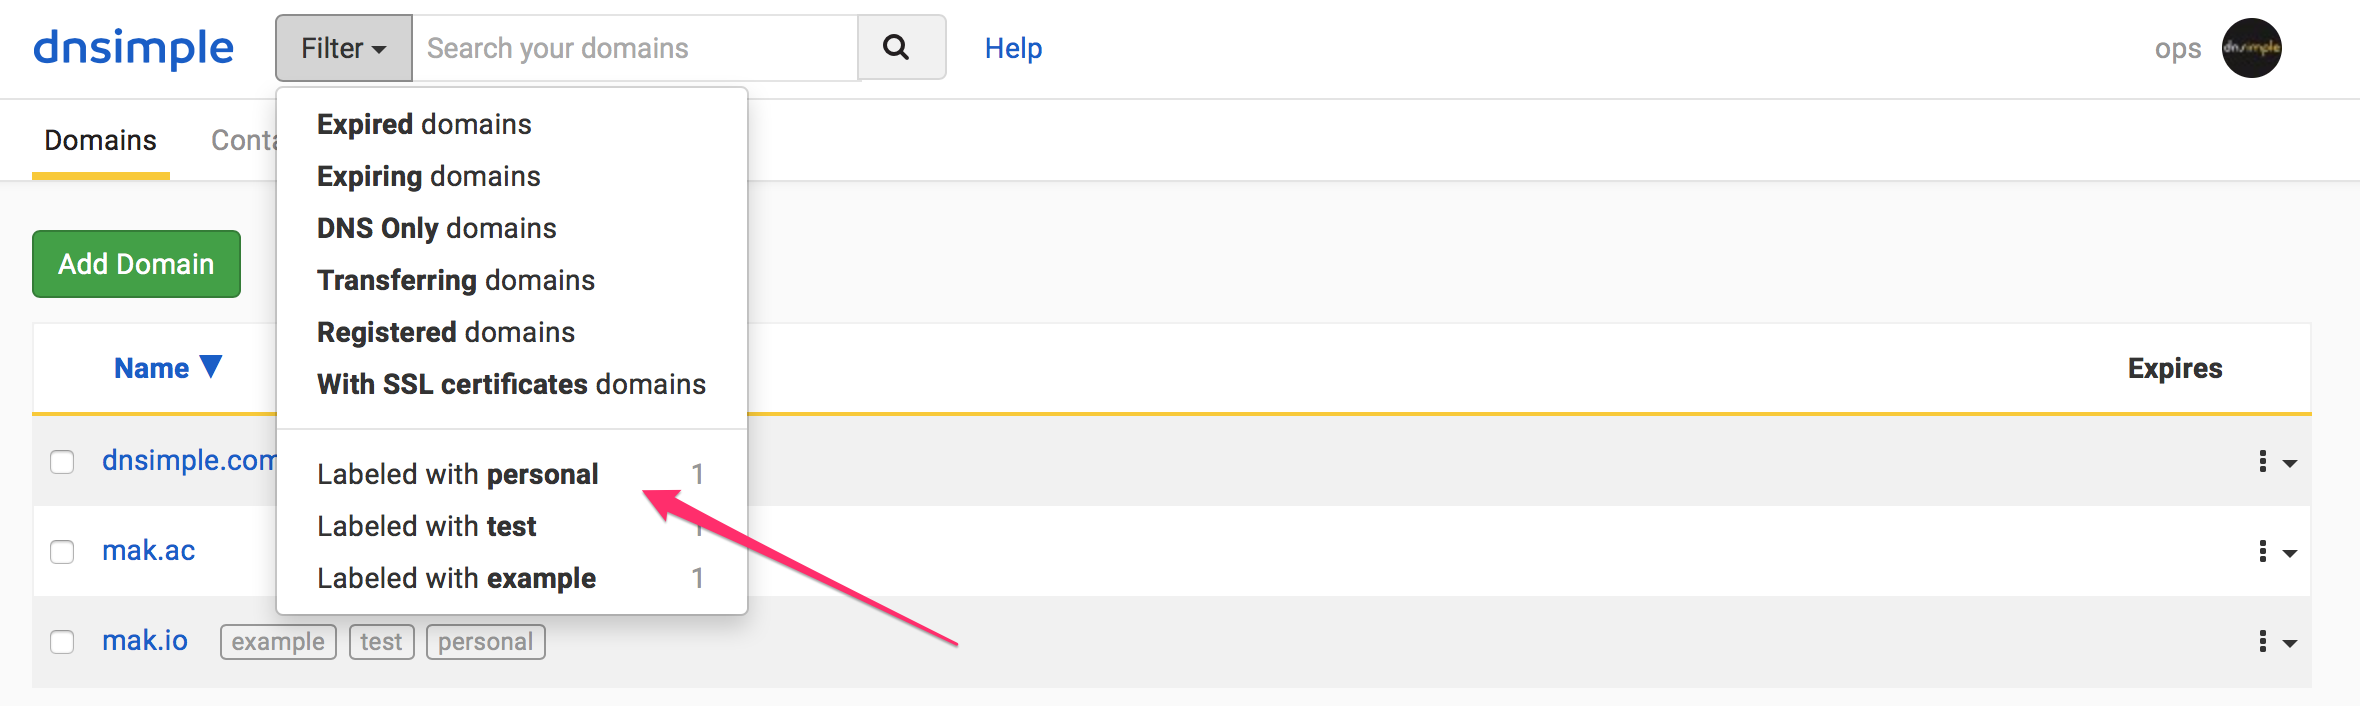 dnsimple
Filter
Search your domains
Help
ops
dnsimple
Domains
Expired domains
Expiring domains
DNS Only domains
Transferring domains
Registered domains
With SSL certificates domains
Labeled with personal 1
Labeled with test 1
Labeled with example 1
Add Domain
Name
Expires
dnsimple.com
mak.ac
mak.io example test personal